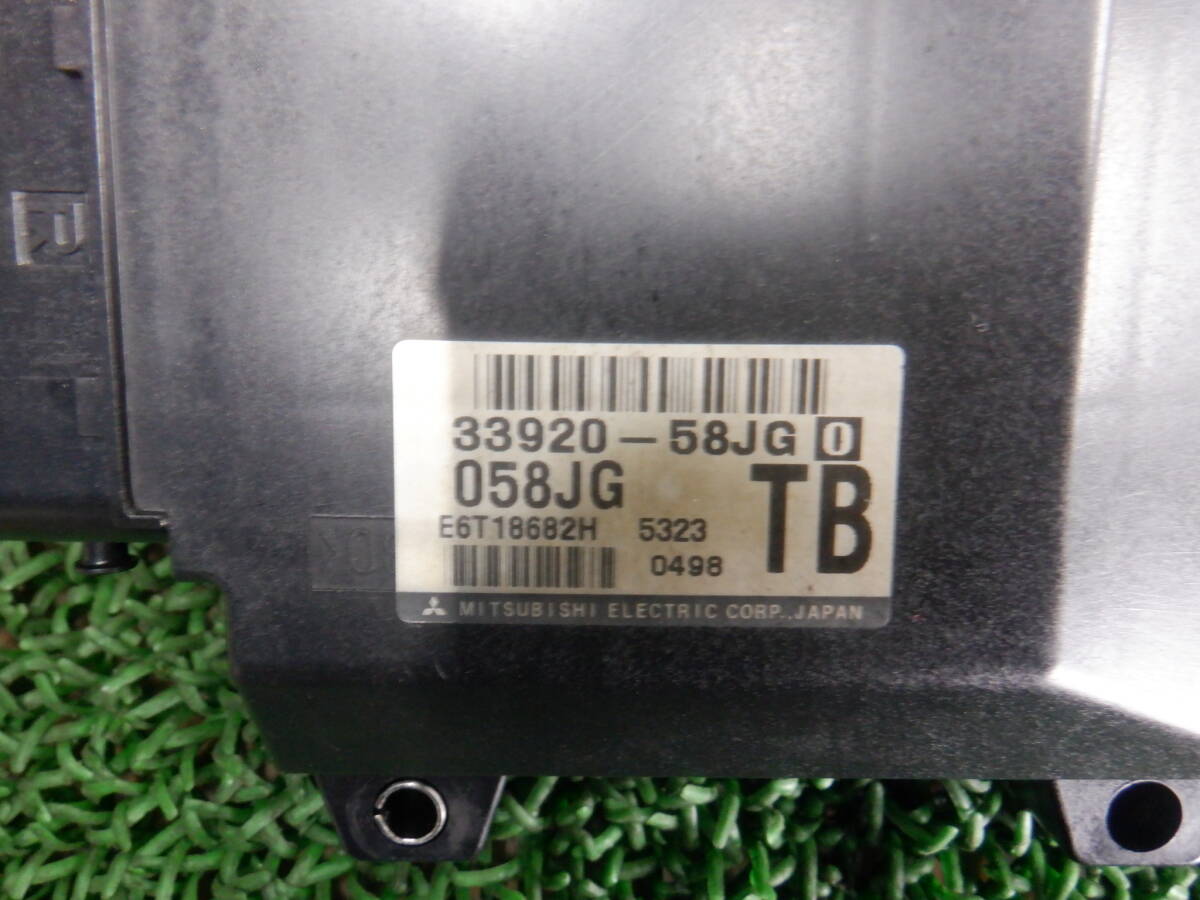 33920-58JG 0
058JG
TB
E6T18682H 5323
0498
MITSUBISHI ELECTRIC CORP., JAPAN